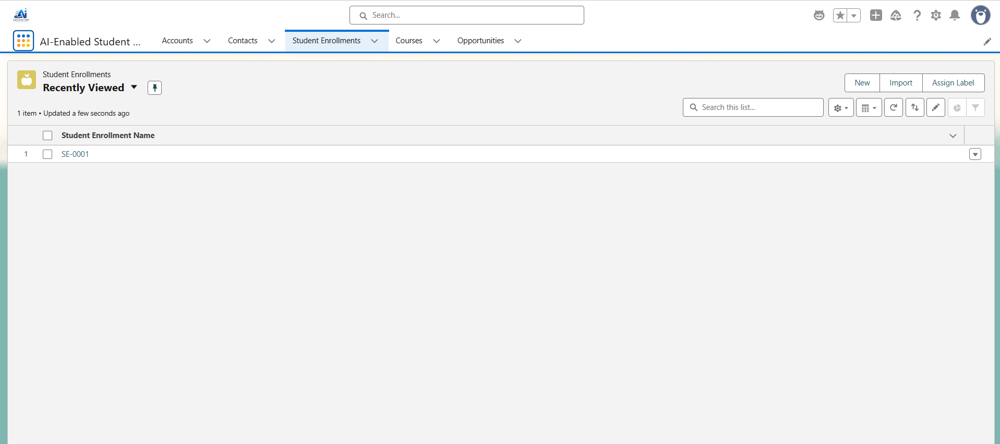 Ai
EDUCATION
Search...
AI-Enabled Student ...
Accounts
Contacts
Student Enrollments
Courses
Opportunities
Student Enrollments
Recently Viewed
New
Import
Assign Label
1 item • Updated a few seconds ago
Search this list...
Student Enrollment Name
1
SE-0001